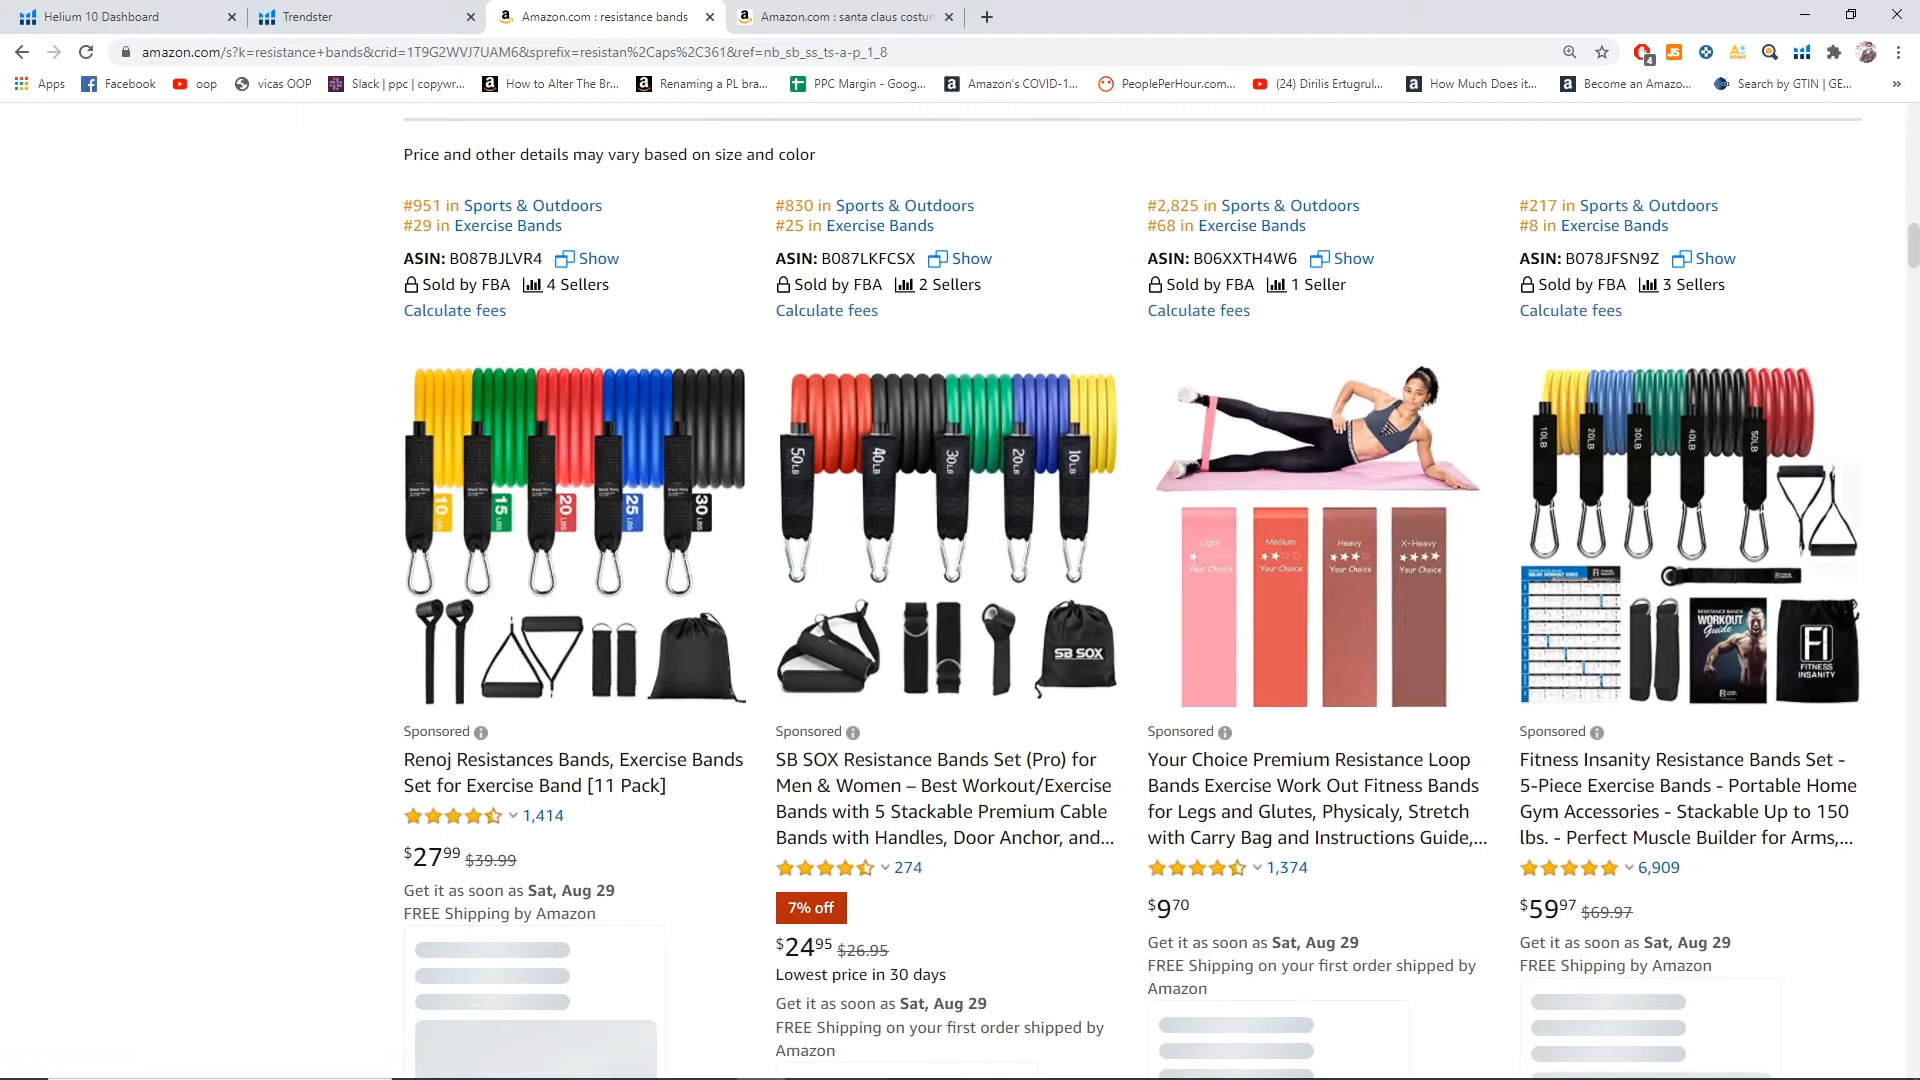 Helium 10 Dashboard
Trendster
Amazon.com : resistance bands
Amazon.com : santa claus costum
amazon.com/s?k=resistance+bands&crid=1T9G2WVJ7UAM6&sprefix=resistan%2Caps%2C361&ref=nb_sb_ss_ts-a-p_1_8
4
Apps
Facebook
oop
vicas OOP
Slack | ppc | copywr...
How to Alter The Br...
Renaming a PL bra...
PPC Margin - Goog...
Amazon's COVID-1...
PeoplePerHour.com...
(24) Dirilis Ertugrul...
How Much Does it...
Become an Amazo...
Search by GTIN | GE...
Price and other details may vary based on size and color
#951 in Sports & Outdoors
#29 in Exercise Bands
ASIN: B087BJLVR4 Show
Sold by FBA 4 Sellers
Calculate fees
#830 in Sports & Outdoors
#25 in Exercise Bands
ASIN: B087LKFCSX Show
Sold by FBA 2 Sellers
Calculate fees
#2,825 in Sports & Outdoors
#68 in Exercise Bands
ASIN: B06XXTH4W6 Show
Sold by FBA 1 Seller
Calculate fees
#217 in Sports & Outdoors
#8 in Exercise Bands
ASIN: B078JFSN9Z Show
Sold by FBA 3 Sellers
Calculate fees
10 LBS
15 LBS
20 LBS
25 LBS
30 LBS
50LB
40LB
30LB
20LB
10LB
SB SOX
Light
Your Choice
Medium
Your Choice
Heavy
Your Choice
X-Heavy
Your Choice
10LB
20LB
30LB
40LB
50LB
RESISTANCE BANDS
WORKOUT
Guide
FI
FITNESS
INSANITY
Sponsored
Renoj Resistances Bands, Exercise Bands
Set for Exercise Band [11 Pack]
1,414
$27.99 $39.99
Get it as soon as Sat, Aug 29
FREE Shipping by Amazon
Sponsored
SB SOX Resistance Bands Set (Pro) for
Men & Women – Best Workout/Exercise
Bands with 5 Stackable Premium Cable
Bands with Handles, Door Anchor, and...
274
7% off
$24.95 $26.95
Lowest price in 30 days
Get it as soon as Sat, Aug 29
FREE Shipping on your first order shipped by
Amazon
Sponsored
Your Choice Premium Resistance Loop
Bands Exercise Work Out Fitness Bands
for Legs and Glutes, Physicaly, Stretch
with Carry Bag and Instructions Guide,...
1,374
$9.70
Get it as soon as Sat, Aug 29
FREE Shipping on your first order shipped by
Amazon
Sponsored
Fitness Insanity Resistance Bands Set -
5-Piece Exercise Bands - Portable Home
Gym Accessories - Stackable Up to 150
lbs. - Perfect Muscle Builder for Arms,...
6,909
$59.97 $69.97
Get it as soon as Sat, Aug 29
FREE Shipping by Amazon